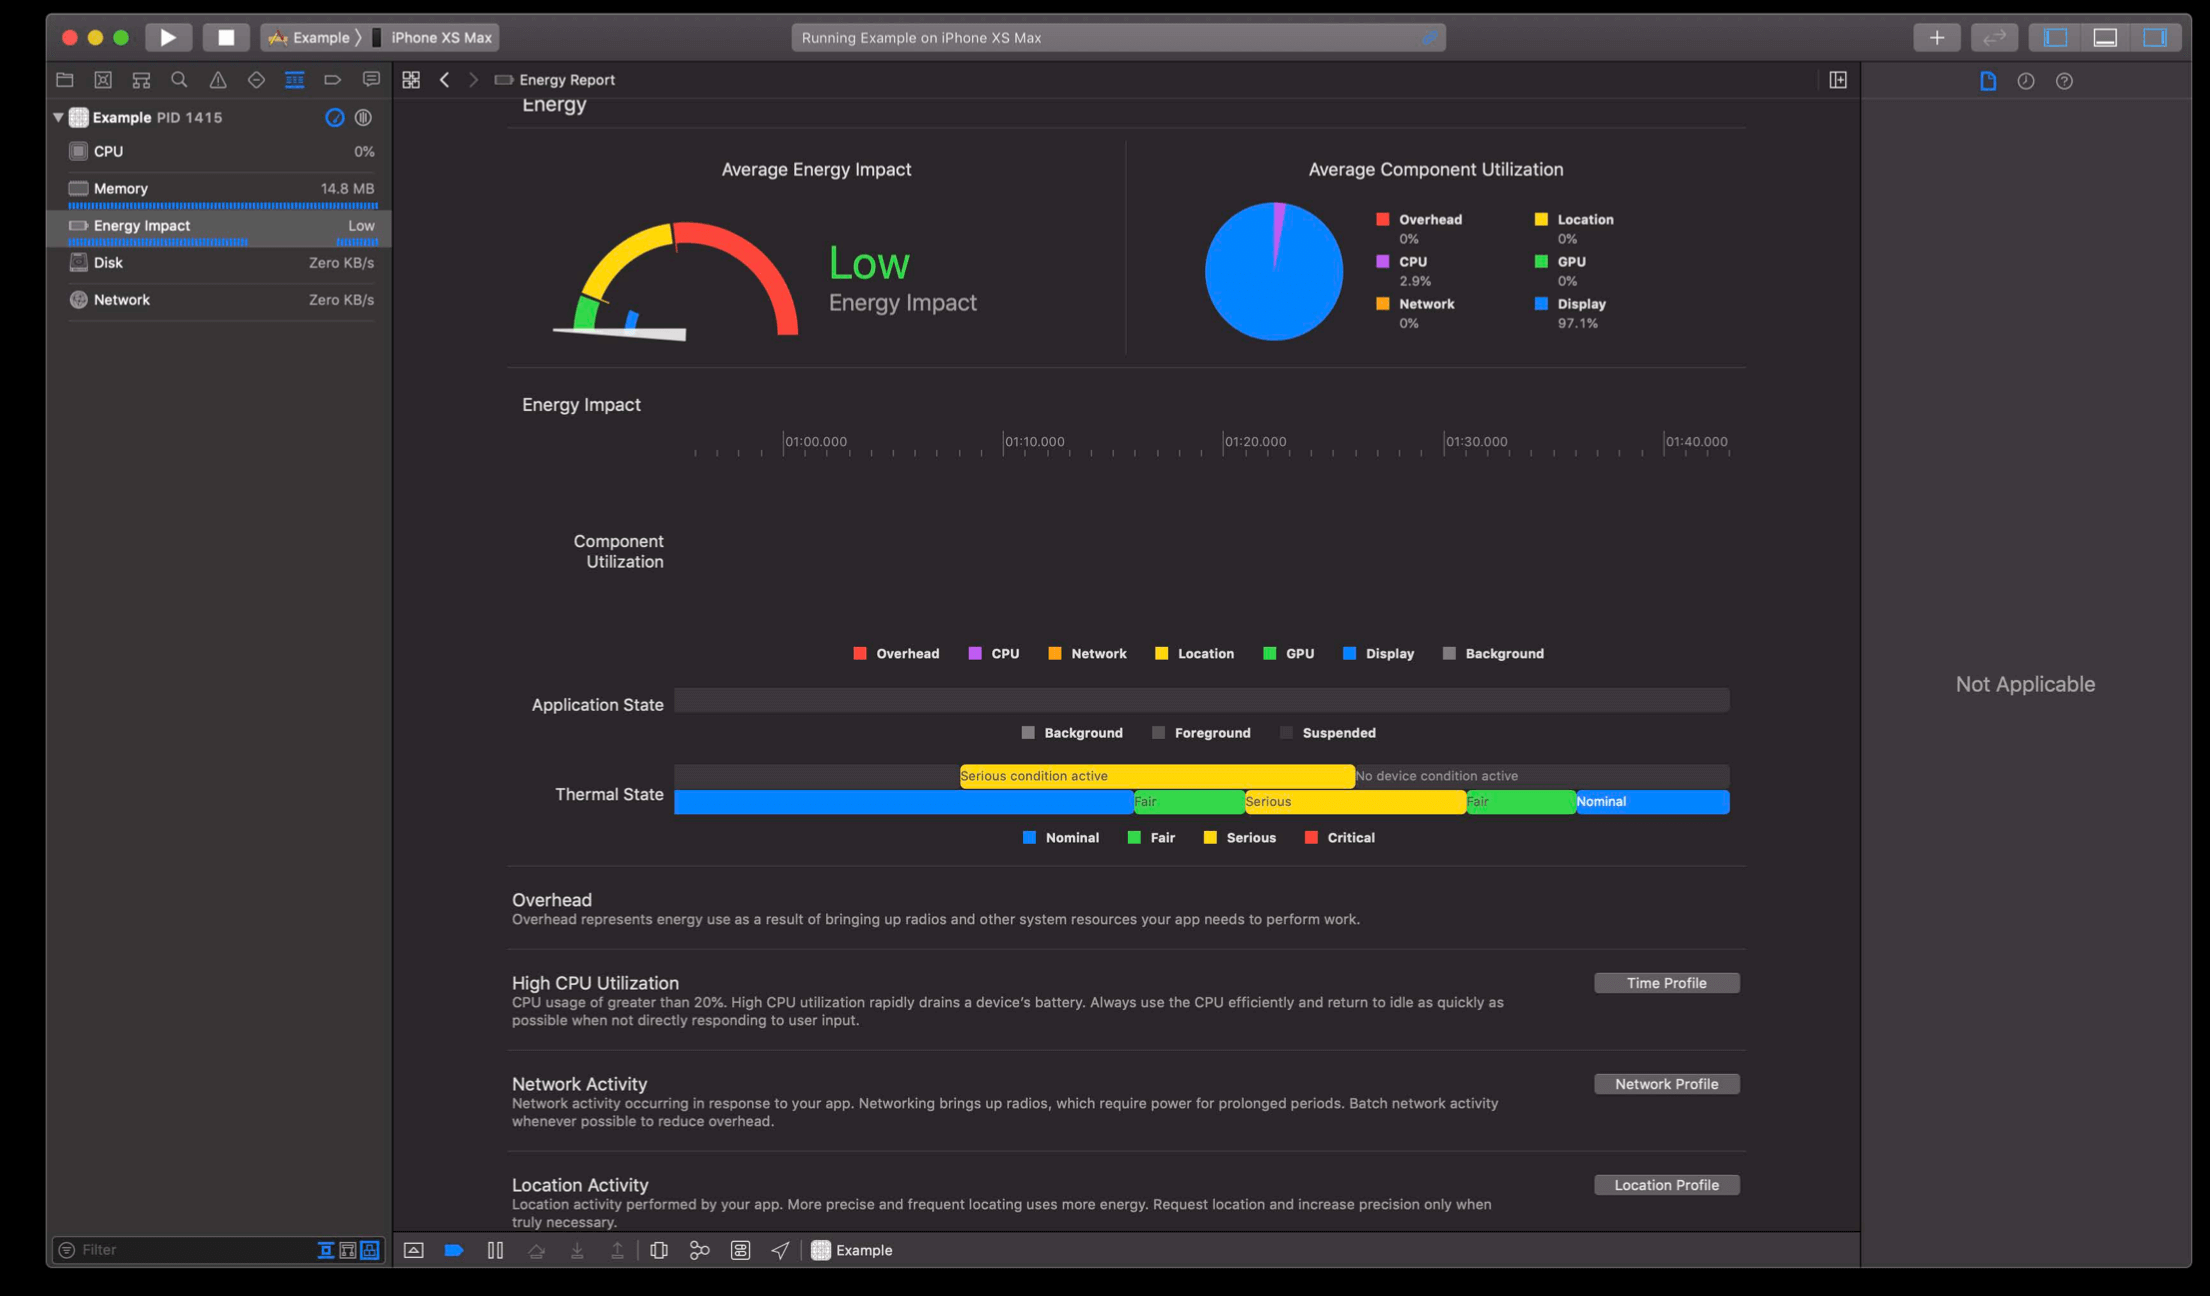 Example
iPhone XS Max
Running Example on iPhone XS Max
Energy Report
Example PID 1415
CPU 0%
Memory 14.8 MB
Energy Impact Low
Disk Zero KB/s
Network Zero KB/s
Energy
Average Energy Impact
Low
Energy Impact
Average Component Utilization
Overhead
0%
Location
0%
CPU
2.9%
GPU
0%
Network
0%
Display
97.1%
Energy Impact
01:00.000 01:10.000 01:20.000 01:30.000 01:40.000
Component
Utilization
Overhead CPU Network Location GPU Display Background
Application State
Background Foreground Suspended
Serious condition active No device condition active
Thermal State
Fair Serious Fair Nominal
Nominal Fair Serious Critical
Overhead
Overhead represents energy use as a result of bringing up radios and other system resources your app needs to perform work.
High CPU Utilization
Time Profile
CPU usage of greater than 20%. High CPU utilization rapidly drains a device's battery. Always use the CPU efficiently and return to idle as quickly as
possible when not directly responding to user input.
Network Activity
Network Profile
Network activity occurring in response to your app. Networking brings up radios, which require power for prolonged periods. Batch network activity
whenever possible to reduce overhead.
Location Activity
Location Profile
Location activity performed by your app. More precise and frequent locating uses more energy. Request location and increase precision only when
truly necessary.
Not Applicable
Filter
Example